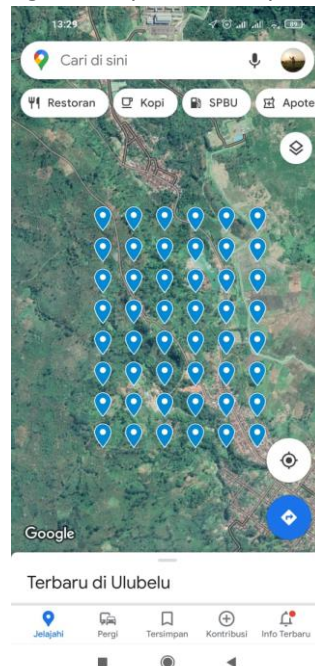 13:29
89
Cari di sini
Restoran
Kopi
SPBU
Apote
Google
Terbaru di Ulubelu
Jelajahi
Pergi
Tersimpan
Kontribusi
Info Terbaru